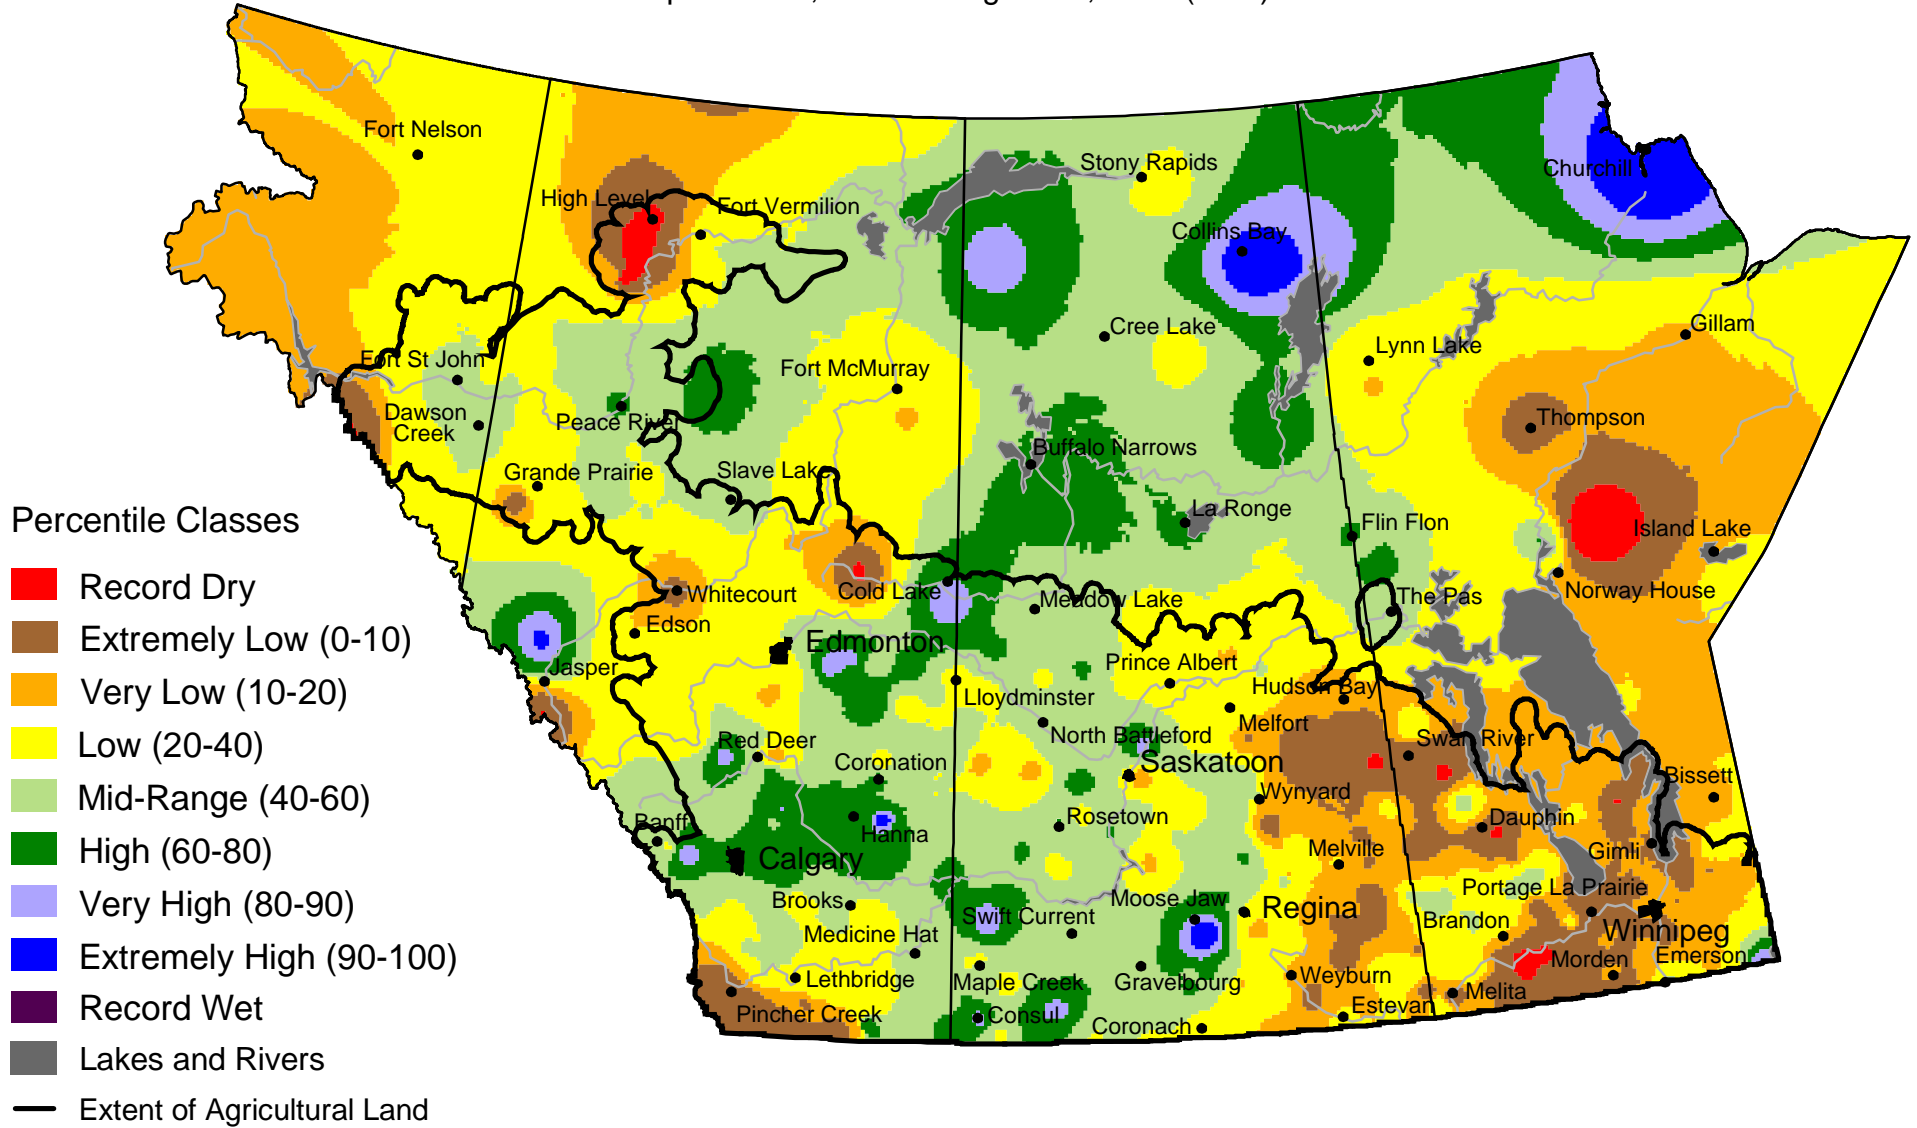 Fort Nelson
High Level
Fort Vermilion
Stony Rapids
Churchill
Collins Bay
Fort St John
Dawson
Creek
Peace River
Fort McMurray
Cree Lake
Lynn Lake
Gillam
Thompson
Grande Prairie
Slave Lake
Buffalo Narrows
La Ronge
Flin Flon
Island Lake
Norway House
Whitecourt
Edson
Cold Lake
Meadow Lake
The Pas
Edmonton
Jasper
Lloydminster
Prince Albert
Hudson Bay
Melfort
North Battleford
Swan River
Red Deer
Coronation
Saskatoon
Bissett
Wynyard
Banff
Hanna
Rosetown
Dauphin
Calgary
Melville
Gimli
Brooks
Swift Current
Moose Jaw
Regina
Portage La Prairie
Brandon
Winnipeg
Medicine Hat
Emerson
Lethbridge
Maple Creek
Gravelbourg
Weyburn
Morden
Melita
Pincher Creek
Consul
Coronach
Estevan
Percentile Classes
Record Dry
Extremely Low (0-10)
Very Low (10-20)
Low (20-40)
Mid-Range (40-60)
High (60-80)
Very High (80-90)
Extremely High (90-100)
Record Wet
Lakes and Rivers
Extent of Agricultural Land